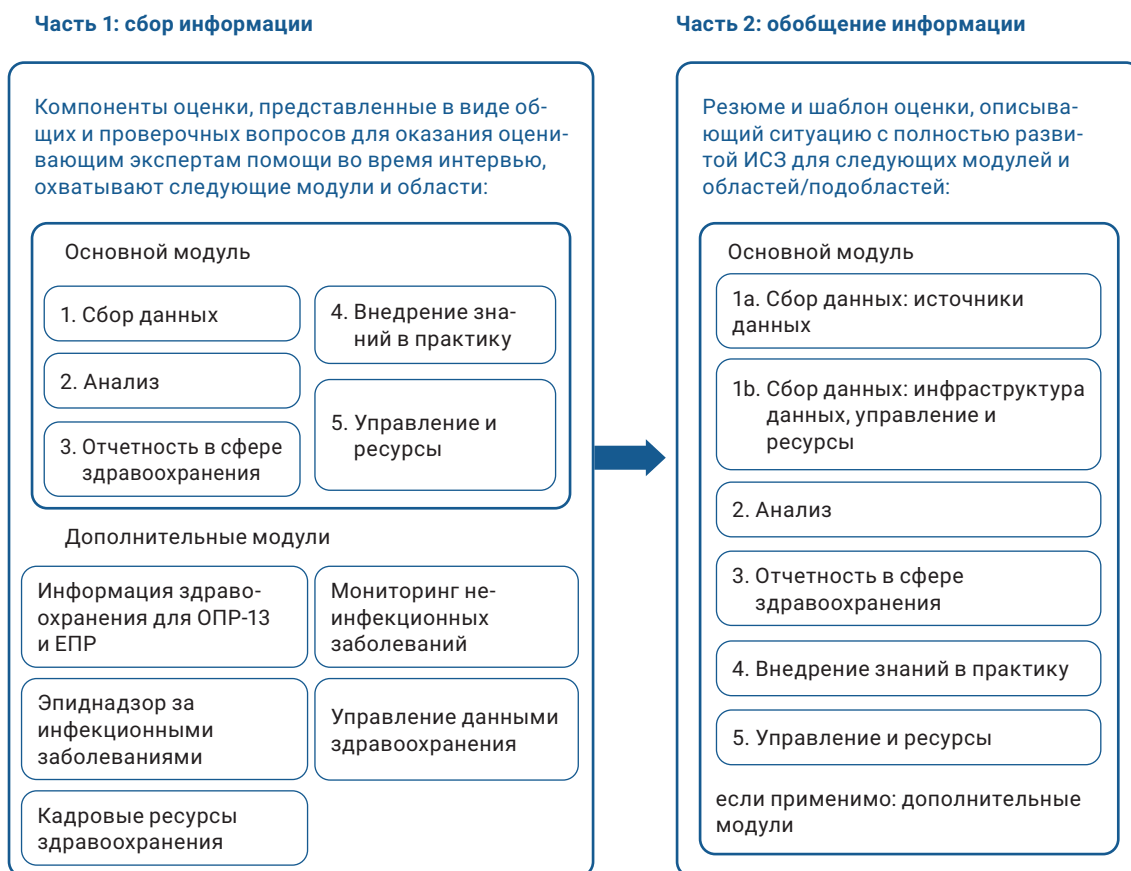 Часть 1: сбор информации
Компоненты оценки, представленные в виде об-
щих и проверочных вопросов для оказания оцени-
вающим экспертам помощи во время интервью,
охватывают следующие модули и области:
Основной модуль
1. Сбор данных
2. Анализ
3. Отчетность в сфере
здравоохранения
4. Внедрение зна-
ний в практику
5. Управление и
ресурсы
Дополнительные модули
Информация здраво-
охранения для ОПР-13
и ЕПР
Мониторинг не-
инфекционных
заболеваний
Эпиднадзор за
инфекционными
заболеваниями
Управление данными
здравоохранения
Кадровые ресурсы
здравоохранения
Часть 2: обобщение информации
Резюме и шаблон оценки, описыва-
ющий ситуацию с полностью разви-
той ИСЗ для следующих модулей и
областей/подобластей:
Основной модуль
1a. Сбор данных: источники
данных
1b. Сбор данных: инфраструктура
данных, управление и
ресурсы
2. Анализ
3. Отчетность в сфере
здравоохранения
4. Внедрение знаний в практику
5. Управление и ресурсы
если применимо: дополнительные
модули